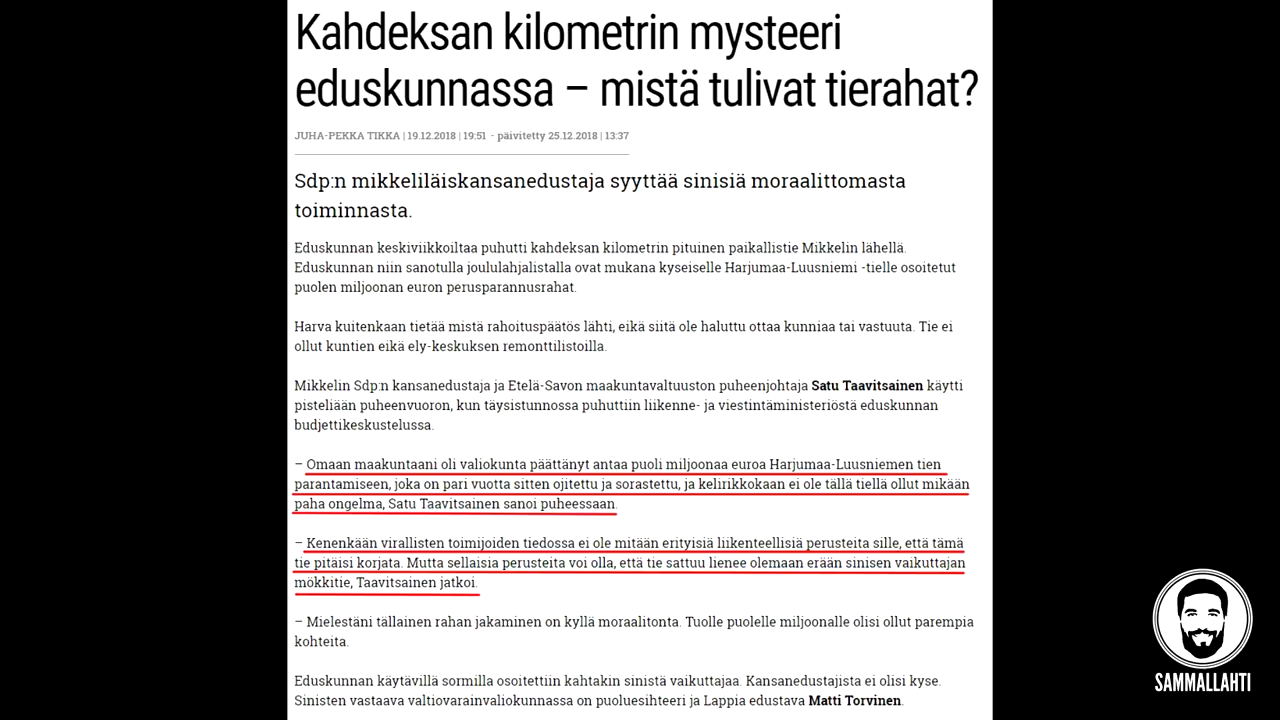 Kahdeksan kilometrin mysteeri
eduskunnassa – mistä tulivat tierahat?
JUHA-PEKKA TIKKA | 19.12.2018 | 19:51 - päivitetty 25.12.2018 | 13:37
Sdp:n mikkeliläiskansanedustaja syyttää sinisiä moraalittomasta
toiminnasta.
Eduskunnan keskiviikkoiltaa puhutti kahdeksan kilometrin pituinen paikallistie Mikkelin lähellä.
Eduskunnan niin sanotulla joululahjalistalla ovat mukana kyseiselle Harjumaa-Luusniemi -tielle osoitetut
puolen miljoonan euron perusparannusrahat.
Harva kuitenkaan tietää mistä rahoituspäätös lähti, eikä siitä ole haluttu ottaa kunniaa tai vastuuta. Tie ei
ollut kuntien eikä ely-keskuksen remonttilistoilla.
Mikkelin Sdp:n kansanedustaja ja Etelä-Savon maakuntavaltuuston puheenjohtaja Satu Taavitsainen käytti
pisteliään puheenvuoron, kun täysistunnossa puhuttiin liikenne- ja viestintäministeriöstä eduskunnan
budjettikeskustelussa.
– Omaan maakuntaani oli valiokunta päättänyt antaa puoli miljoonaa euroa Harjumaa-Luusniemen tien
parantamiseen, joka on pari vuotta sitten ojitettu ja sorastettu, ja kelirikkokaan ei ole tällä tiellä ollut mikään
paha ongelma, Satu Taavitsainen sanoi puheessaan.
– Kenenkään virallisten toimijoiden tiedossa ei ole mitään erityisiä liikenteellisiä perusteita sille, että tämä
tie pitäisi korjata. Mutta sellaisia perusteita voi olla, että tie sattuu lienee olemaan erään sinisen vaikuttajan
mökkitie, Taavitsainen jatkoi.
– Mielestäni tällainen rahan jakaminen on kyllä moraalitonta. Tuolle puolelle miljoonalle olisi ollut parempia
kohteita.
Eduskunnan käytävillä sormilla osoitettiin kahtakin sinistä vaikuttajaa. Kansanedustajista ei olisi kyse.
Sinisten vastaava valtiovarainvaliokunnassa on puoluesihteeri ja Lappia edustava Matti Torvinen.
SAMMALLAHTI